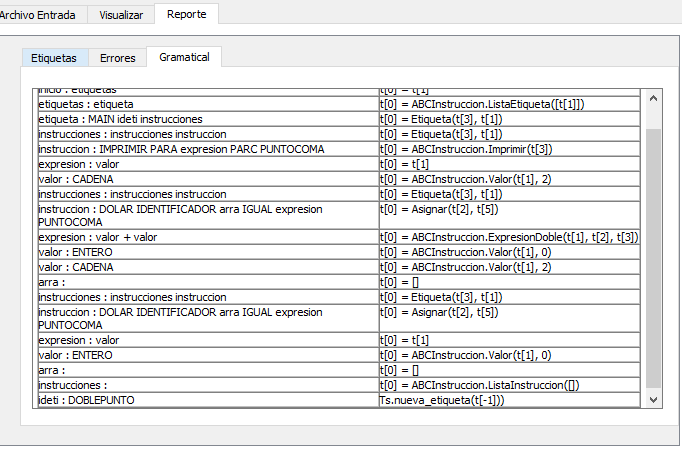 Archivo Entrada Visualizar Reporte
Etiquetas Errores Gramatical
inicio : etiquetas t[0] = t[1]
etiquetas : etiqueta t[0] = ABCInstruccion.ListaEtiqueta([t[1]])
etiqueta : MAIN ideti instrucciones t[0] = Etiqueta(t[3], t[1])
instrucciones : instrucciones instruccion t[0] = Etiqueta(t[3], t[1])
instruccion : IMPRIMIR PARA expresion PARC PUNTOCOMA t[0] = ABCInstruccion.Imprimir(t[3])
expresion : valor t[0] = t[1]
valor : CADENA t[0] = ABCInstruccion.Valor(t[1], 2)
instrucciones : instrucciones instruccion t[0] = Etiqueta(t[3], t[1])
instruccion : DOLAR IDENTIFICADOR arra IGUAL expresion t[0] = Asignar(t[2], t[5])
PUNTOCOMA
expresion : valor + valor t[0] = ABCInstruccion.ExpresionDoble(t[1], t[2], t[3])
valor : ENTERO t[0] = ABCInstruccion.Valor(t[1], 0)
valor : CADENA t[0] = ABCInstruccion.Valor(t[1], 2)
arra : t[0] = []
instrucciones : instrucciones instruccion t[0] = Etiqueta(t[3], t[1])
instruccion : DOLAR IDENTIFICADOR arra IGUAL expresion t[0] = Asignar(t[2], t[5])
PUNTOCOMA
expresion : valor t[0] = t[1]
valor : ENTERO t[0] = ABCInstruccion.Valor(t[1], 0)
arra : t[0] = []
instrucciones : t[0] = ABCInstruccion.ListaInstruccion([])
ideti : DOBLEPUNTO Ts.nueva_etiqueta(t[-1]))